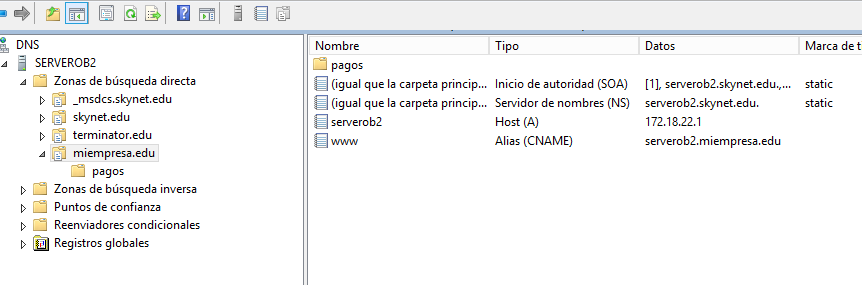 DNS
SERVEROB2
Zonas de búsqueda directa
_msdcs.skynet.edu
skynet.edu
terminator.edu
miempresa.edu
pagos
Zonas de búsqueda inversa
Puntos de confianza
Reenviadores condicionales
Registros globales
Nombre Tipo Datos Marca de t
pagos
(igual que la carpeta princip... Inicio de autoridad (SOA) [1], serverob2.skynet.edu.,... static
(igual que la carpeta princip... Servidor de nombres (NS) serverob2.skynet.edu. static
serverob2 Host (A) 172.18.22.1
www Alias (CNAME) serverob2.miempresa.edu